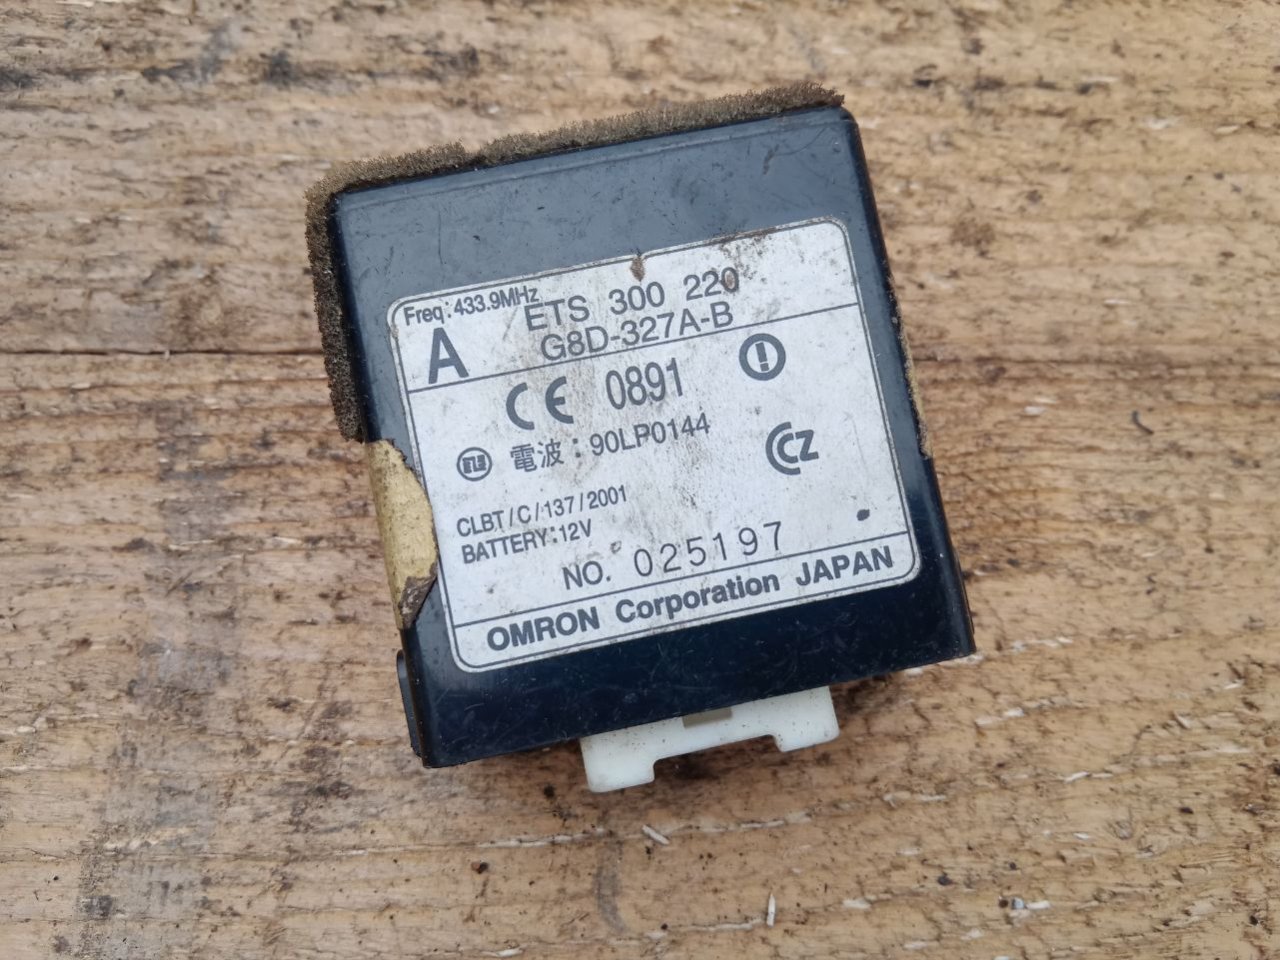 Freq:433.9MHz
ETS 300 220
A
G8D-327A-B
CE 0891
電波:90LP0144
CZ
CLBT/C/137/2001
BATTERY:12V
NO. 025197
OMRON Corporation JAPAN